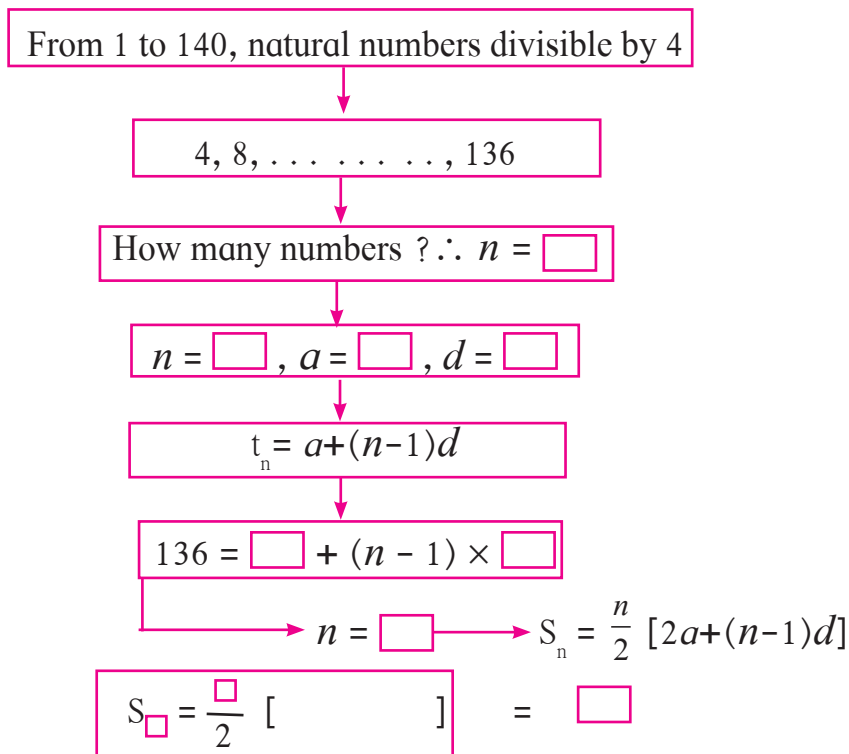 From 1 to 140, natural numbers divisible by 4
4, 8, . . . . . . . . ., 136
How many numbers ? ∴ n = □
n = □ , a = □ , d = □
tₙ = a+(n-1)d
136 = □ + (n - 1) × □
n = □ Sₙ = n/2 [2a+(n-1)d]
S□ = □/2 [ ] = □